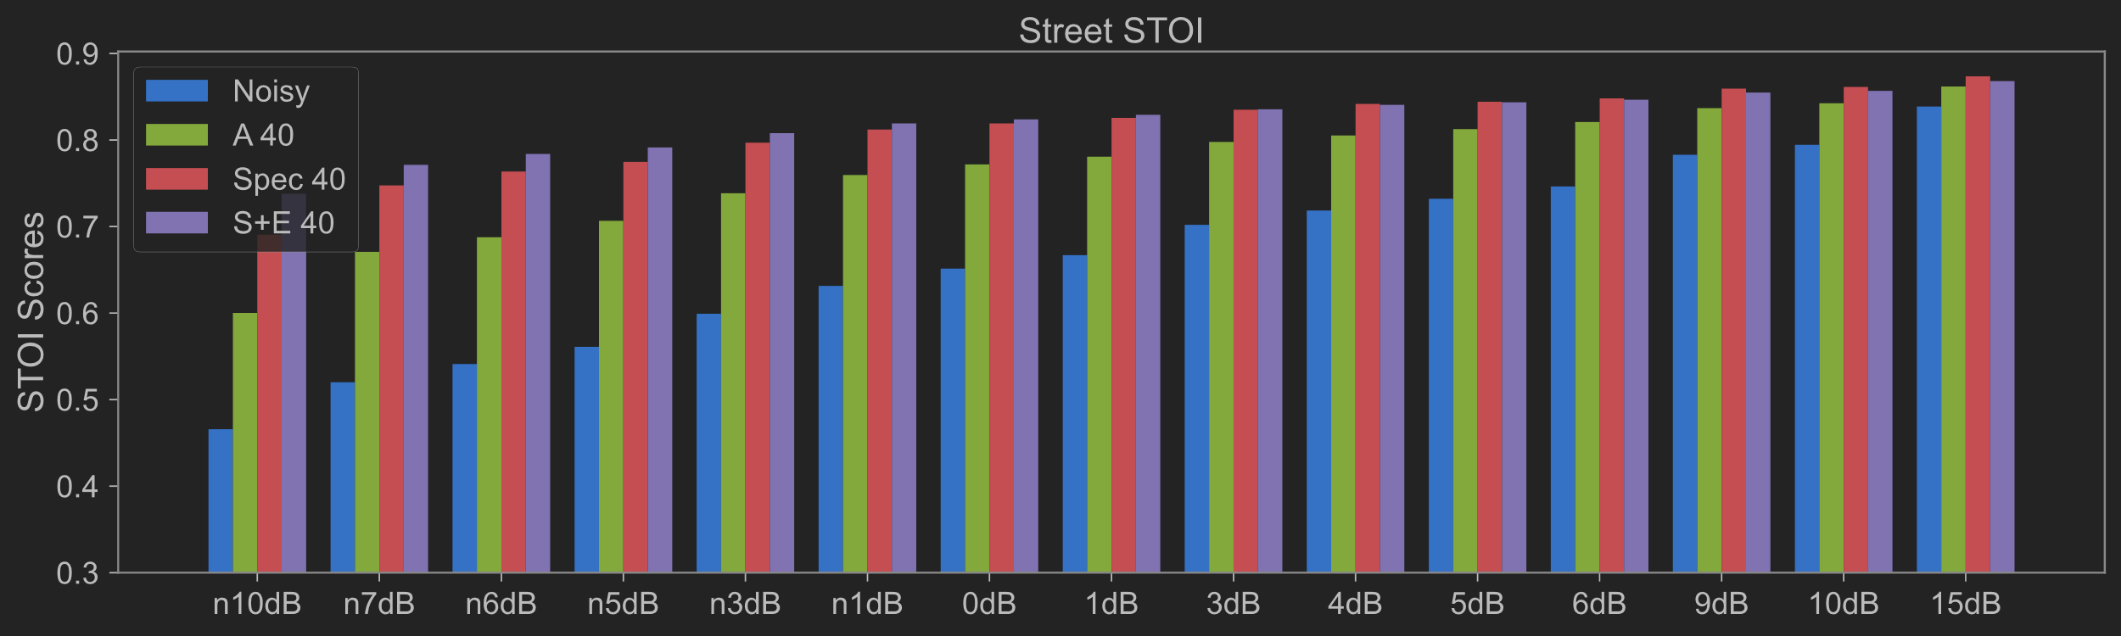 Street STOI
0.9
0.8
0.7
0.6
0.5
0.4
0.3
STOI Scores
Noisy
A 40
Spec 40
S+E 40
n10dB n7dB n6dB n5dB n3dB n1dB 0dB 1dB 3dB 4dB 5dB 6dB 9dB 10dB 15dB